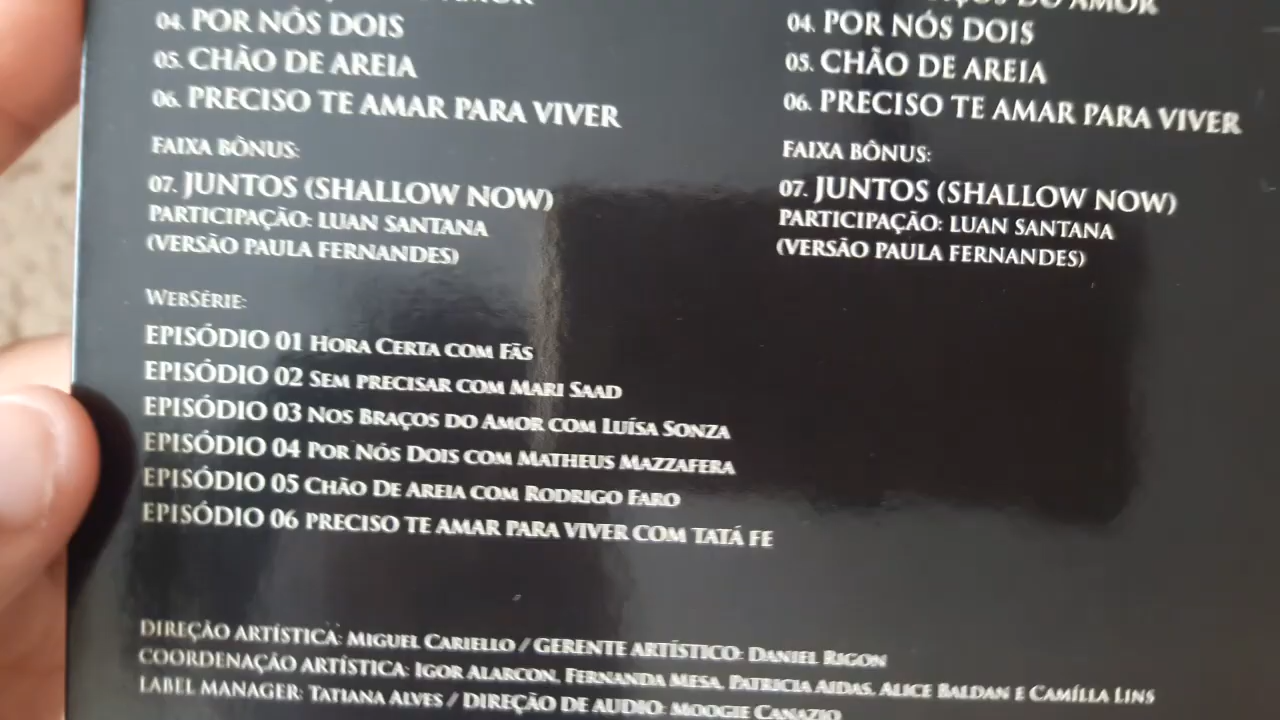 DO AMOR
04. POR NÓS DOIS
05. CHÃO DE AREIA
06. PRECISO TE AMAR PARA VIVER
FAIXA BÔNUS:
07. JUNTOS (SHALLOW NOW)
PARTICIPAÇÃO: LUAN SANTANA
(VERSÃO PAULA FERNANDES)
WEBSÉRIE:
EPISÓDIO 01 HORA CERTA COM FÃS
EPISÓDIO 02 SEM PRECISAR COM MARI SAAD
EPISÓDIO 03 NOS BRAÇOS DO AMOR COM LUÍSA SONZA
EPISÓDIO 04 POR NÓS DOIS COM MATHEUS MAZZAFERA
EPISÓDIO 05 CHÃO DE AREIA COM RODRIGO FARO
EPISÓDIO 06 PRECISO TE AMAR PARA VIVER COM TATÁ FE
DO AMOR
04. POR NÓS DOIS
05. CHÃO DE AREIA
06. PRECISO TE AMAR PARA VIVER
FAIXA BÔNUS:
07. JUNTOS (SHALLOW NOW)
PARTICIPAÇÃO: LUAN SANTANA
(VERSÃO PAULA FERNANDES)
DIREÇÃO ARTÍSTICA: MIGUEL CARIELLO / GERENTE ARTÍSTICO: DANIEL RIGON
COORDENAÇÃO ARTÍSTICA: IGOR ALARCON, FERNANDA MESA, PATRICIA AIDAS, ALICE BALDAN E CAMÍLLA LINS
LABEL MANAGER: TATIANA ALVES / DIREÇÃO DE AUDIO: MOOGIE CANAZIO